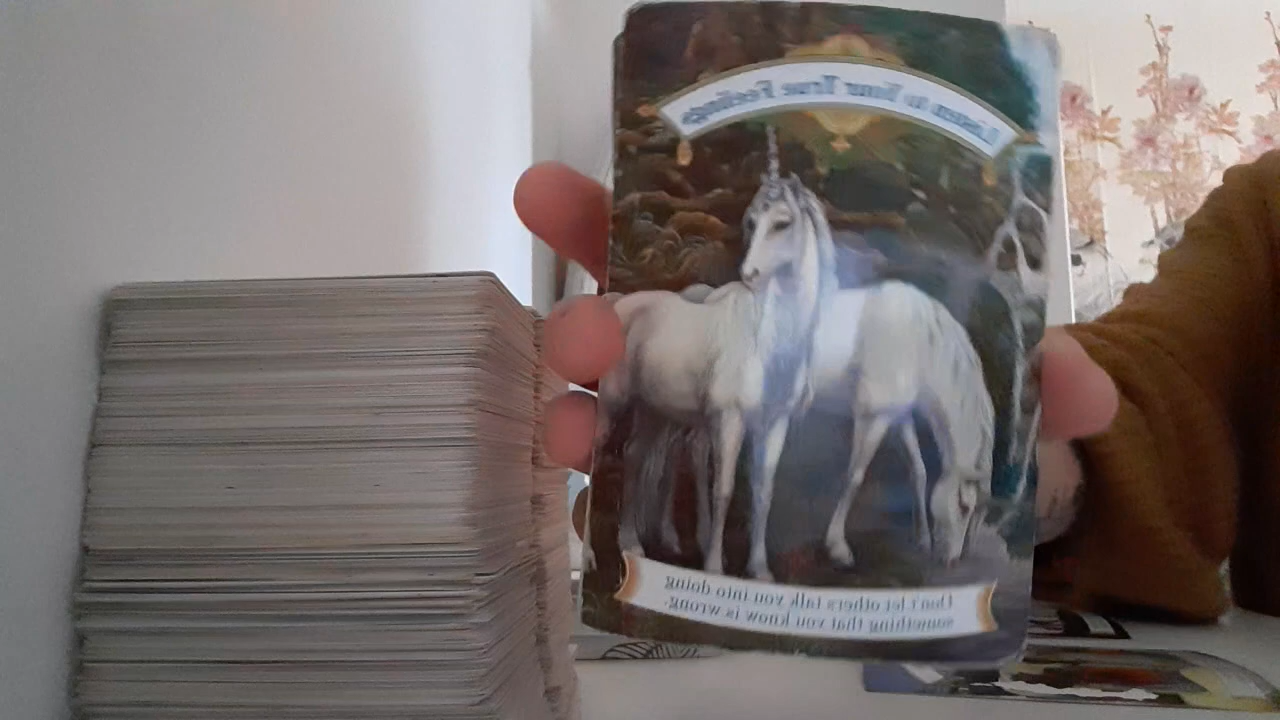 Listen to Your True Feelings
Don't let others talk you into doing
something that you know is wrong.